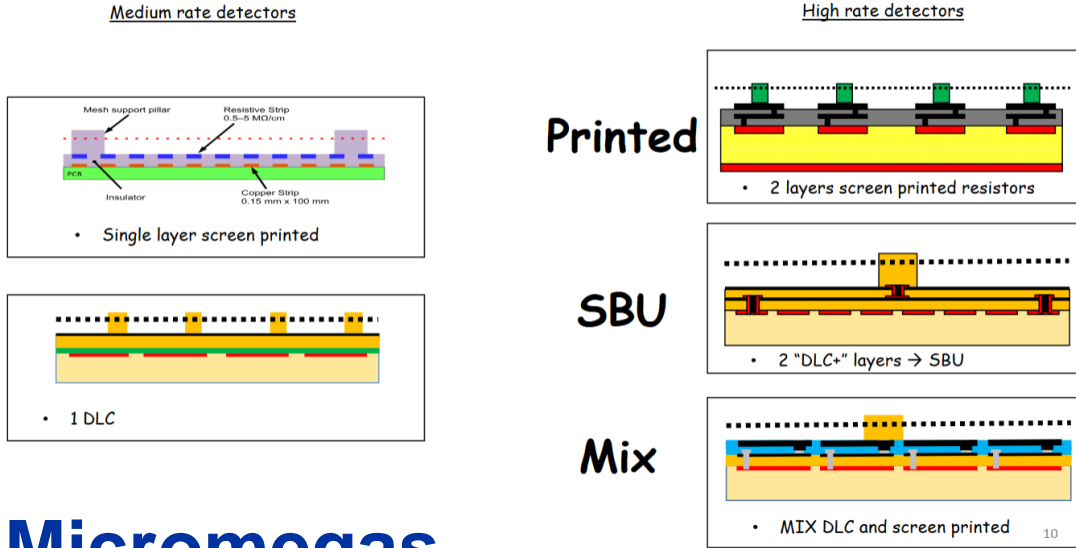 Medium rate detectors
Mesh support pillar
Resistive Strip
0.5–5 MΩ/cm
PCB
Insulator
Copper Strip
0.15 mm x 100 mm
• Single layer screen printed
• 1 DLC
Micromegas
High rate detectors
Printed
• 2 layers screen printed resistors
SBU
• 2 “DLC+” layers → SBU
Mix
• MIX DLC and screen printed
10